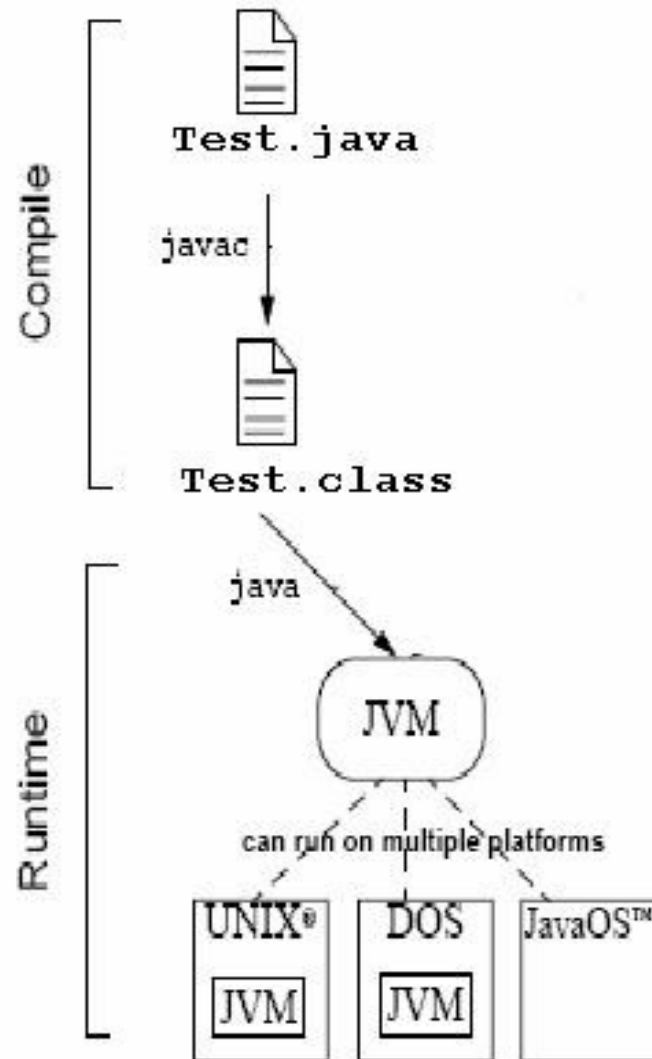 Compile
Test.java
javac
Test.class
Runtime
java
JVM
can run on multiple platforms
UNIX® DOS JavaOS™
JVM JVM